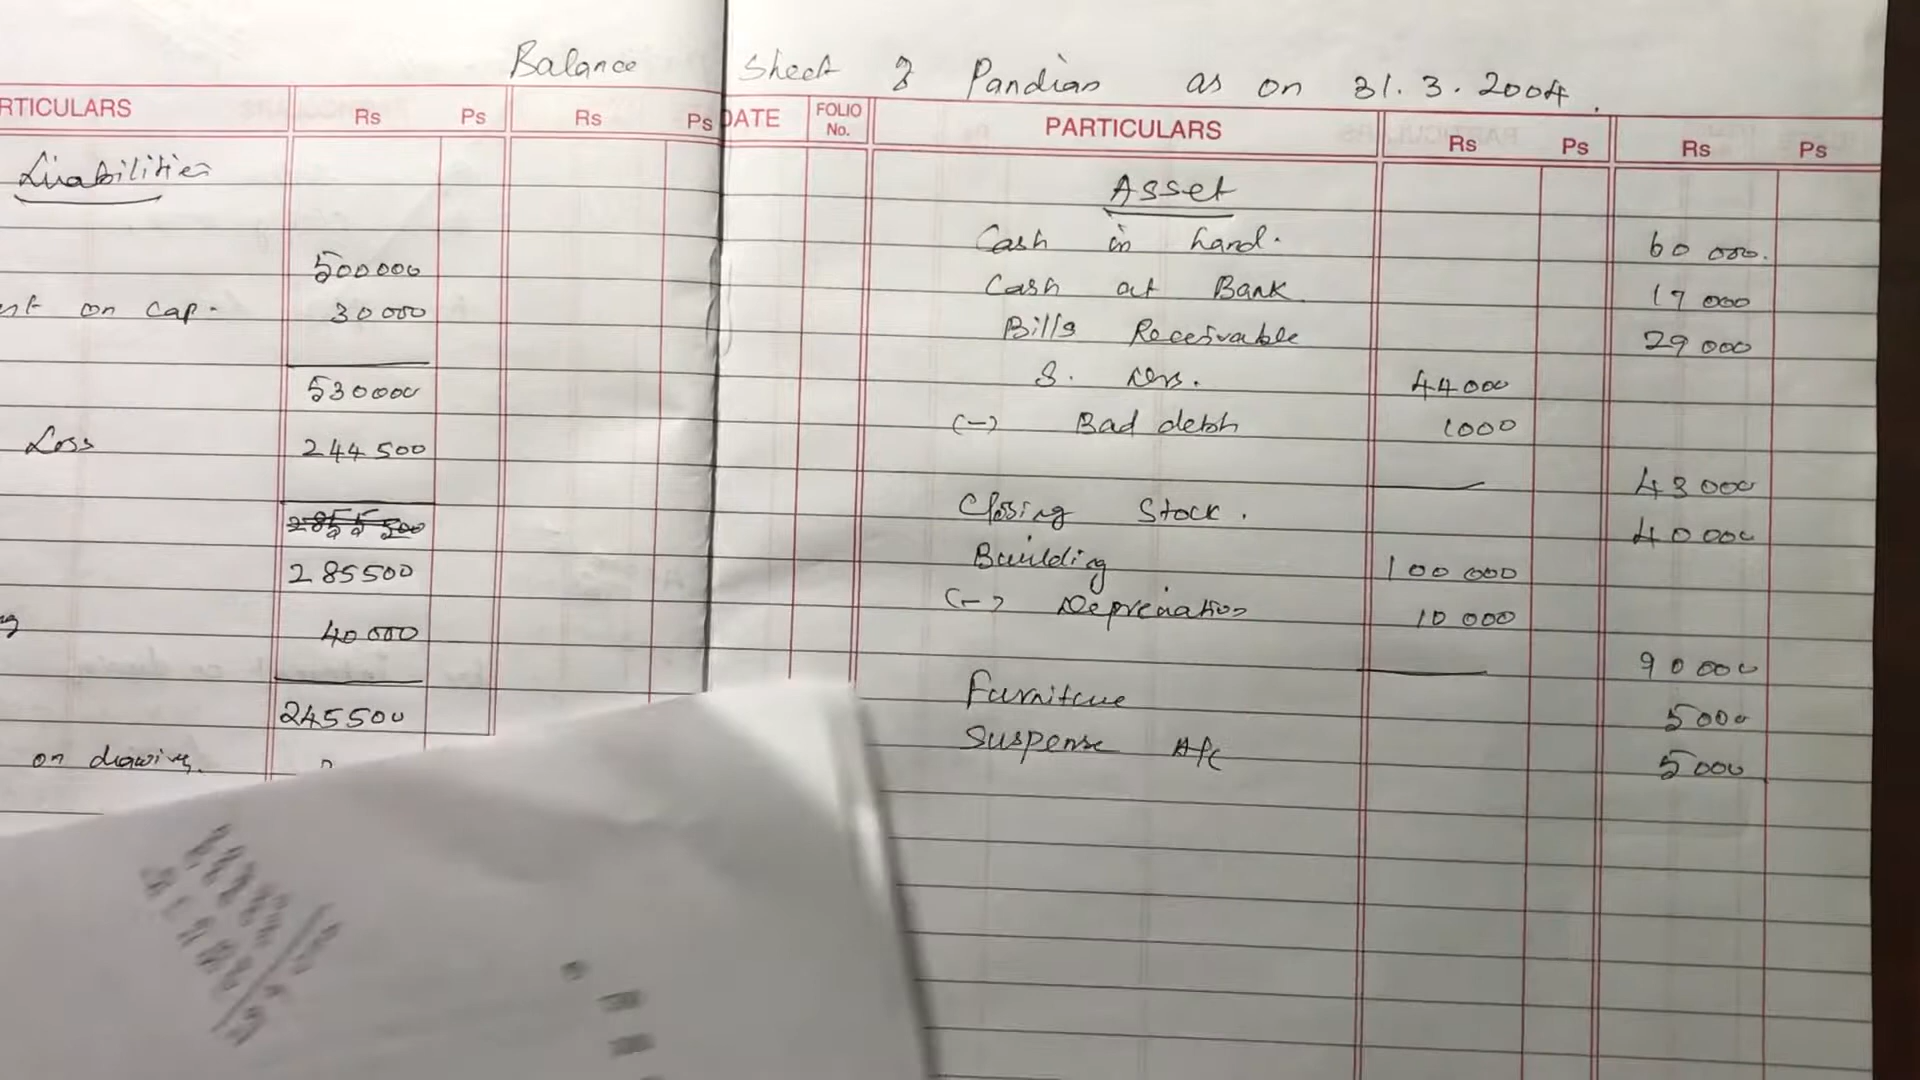 Balance Sheet of Pandian as on 31.3.2004.
RTICULARS Rs Ps Rs Ps
Liabilities
500000
ent on cap. 30000
530000
Loss 244500
285500
40000
245500
on drawing.
DATE FOLIO No. PARTICULARS Rs Ps Rs Ps
Asset
Cash in hand. 60000.
Cash at Bank 17000
Bills Receivable 29000
S. Drs. 44000
(-) Bad debts 1000
43000
Closing Stock. 40000
Building 100000
(-) Depreciation 10000
90000
Furniture 5000
Suspense A/c 5000